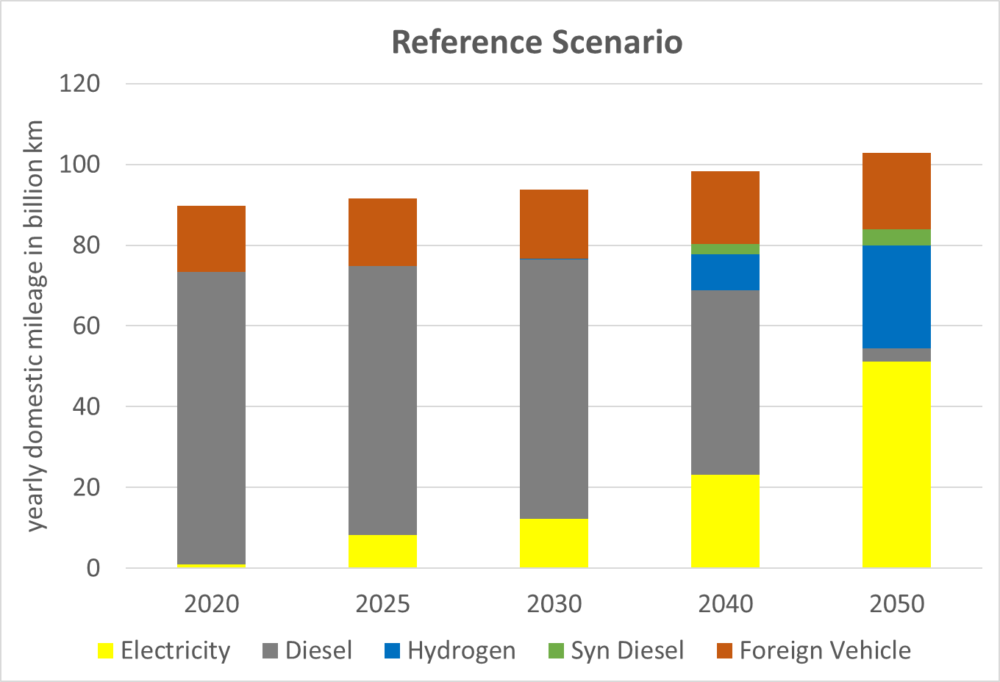 Reference Scenario
yearly domestic mileage in billion km
120
100
80
60
40
20
0
2020 2025 2030 2040 2050
Electricity Diesel Hydrogen Syn Diesel Foreign Vehicle